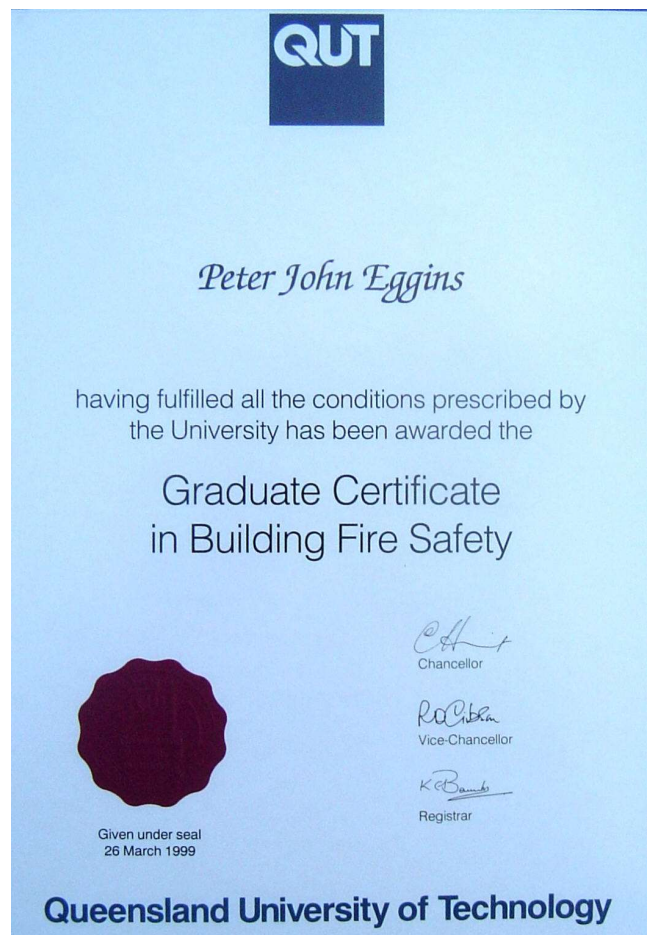 QUT
Peter John Eggins
having fulfilled all the conditions prescribed by
the University has been awarded the
Graduate Certificate
in Building Fire Safety
Chancellor
Vice-Chancellor
Registrar
Given under seal
26 March 1999
Queensland University of Technology